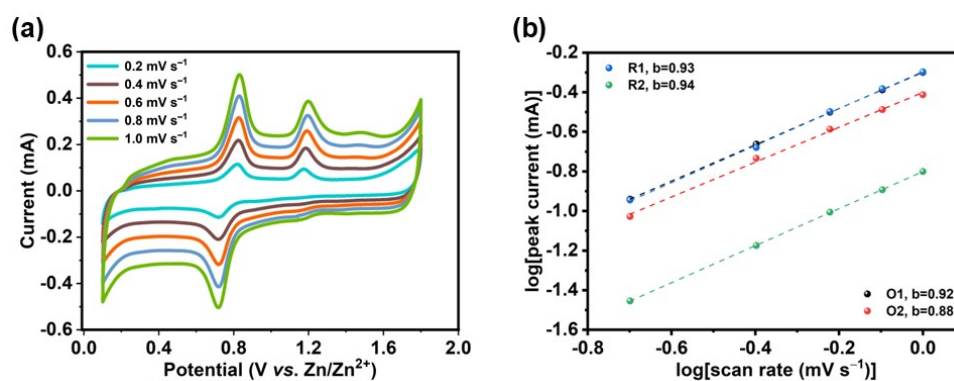 (a)
0.6
0.4
0.2
0.0
-0.2
-0.4
-0.6
Current (mA)
0.2 mV s⁻¹
0.4 mV s⁻¹
0.6 mV s⁻¹
0.8 mV s⁻¹
1.0 mV s⁻¹
0.0 0.4 0.8 1.2 1.6 2.0
Potential (V vs. Zn/Zn²⁺)
(b)
-0.2
-0.4
-0.6
-0.8
-1.0
-1.2
-1.4
-1.6
log[peak current (mA)]
R1, b=0.93
R2, b=0.94
O1, b=0.92
O2, b=0.88
-0.8 -0.6 -0.4 -0.2 0.0
log[scan rate (mV s⁻¹]